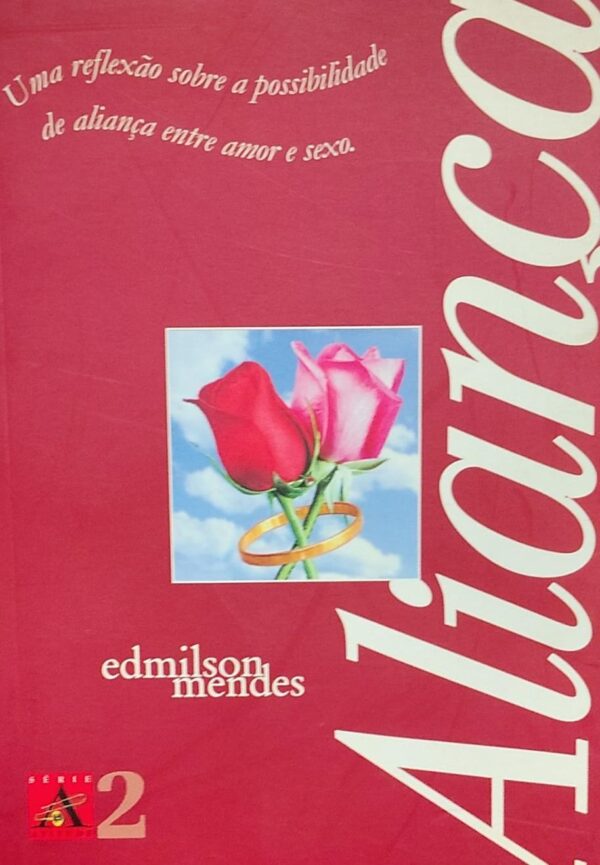 Uma reflexão sobre a possibilidade
de aliança entre amor e sexo.
Aliança
edmilson
mendes
SÉRIE
A
2